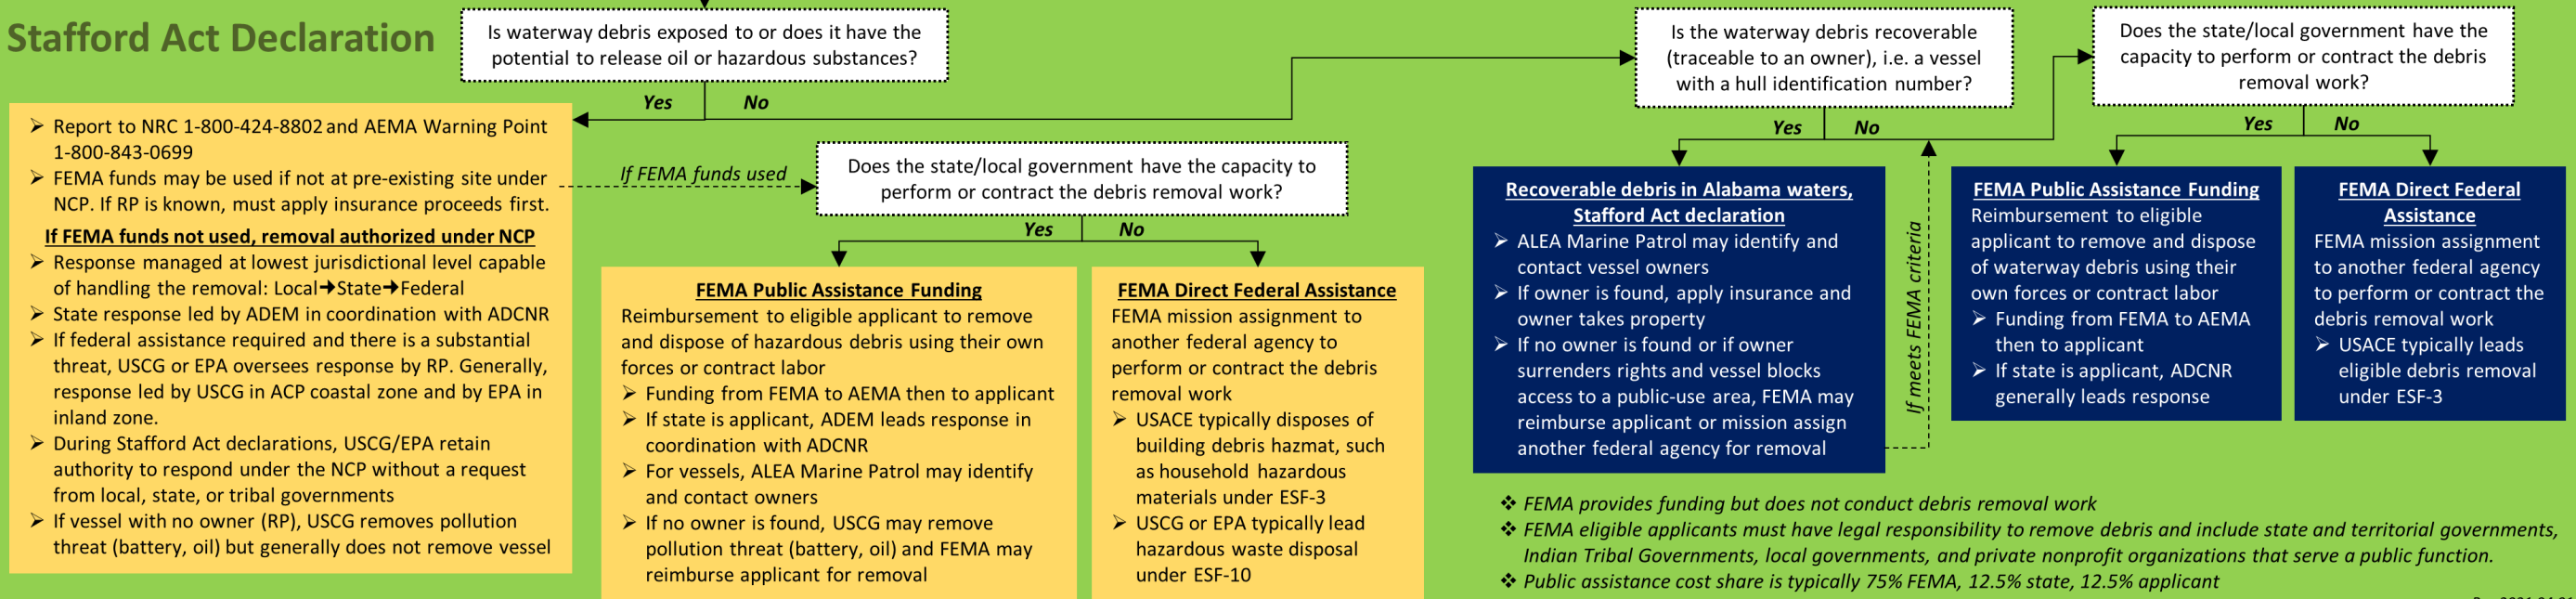 Stafford Act Declaration
Is waterway debris exposed to or does it have the
potential to release oil or hazardous substances?
Yes
No
➢ Report to NRC 1-800-424-8802 and AEMA Warning Point
1-800-843-0699
➢ FEMA funds may be used if not at pre-existing site under
NCP. If RP is known, must apply insurance proceeds first.
If FEMA funds not used, removal authorized under NCP
➢ Response managed at lowest jurisdictional level capable
of handling the removal: Local➔State➔Federal
➢ State response led by ADEM in coordination with ADCNR
➢ If federal assistance required and there is a substantial
threat, USCG or EPA oversees response by RP. Generally,
response led by USCG in ACP coastal zone and by EPA in
inland zone.
➢ During Stafford Act declarations, USCG/EPA retain
authority to respond under the NCP without a request
from local, state, or tribal governments
➢ If vessel with no owner (RP), USCG removes pollution
threat (battery, oil) but generally does not remove vessel
If FEMA funds used
Does the state/local government have the capacity to
perform or contract the debris removal work?
Yes
No
FEMA Public Assistance Funding
Reimbursement to eligible applicant to remove
and dispose of hazardous debris using their own
forces or contract labor
➢ Funding from FEMA to AEMA then to applicant
➢ If state is applicant, ADEM leads response in
coordination with ADCNR
➢ For vessels, ALEA Marine Patrol may identify
and contact owners
➢ If no owner is found, USCG may remove
pollution threat (battery, oil) and FEMA may
reimburse applicant for removal
FEMA Direct Federal Assistance
FEMA mission assignment to
another federal agency to
perform or contract the debris
removal work
➢ USACE typically disposes of
building debris hazmat, such
as household hazardous
materials under ESF-3
➢ USCG or EPA typically lead
hazardous waste disposal
under ESF-10
Is the waterway debris recoverable
(traceable to an owner), i.e. a vessel
with a hull identification number?
Yes
No
Recoverable debris in Alabama waters,
Stafford Act declaration
➢ ALEA Marine Patrol may identify and
contact vessel owners
➢ If owner is found, apply insurance and
owner takes property
➢ If no owner is found or if owner
surrenders rights and vessel blocks
access to a public-use area, FEMA may
reimburse applicant or mission assign
another federal agency for removal
If meets FEMA criteria
Does the state/local government have the
capacity to perform or contract the debris
removal work?
Yes
No
FEMA Public Assistance Funding
Reimbursement to eligible
applicant to remove and dispose
of waterway debris using their
own forces or contract labor
➢ Funding from FEMA to AEMA
then to applicant
➢ If state is applicant, ADCNR
generally leads response
FEMA Direct Federal
Assistance
FEMA mission assignment
to another federal agency
to perform or contract the
debris removal work
➢ USACE typically leads
eligible debris removal
under ESF-3
❖ FEMA provides funding but does not conduct debris removal work
❖ FEMA eligible applicants must have legal responsibility to remove debris and include state and territorial governments,
Indian Tribal Governments, local governments, and private nonprofit organizations that serve a public function.
❖ Public assistance cost share is typically 75% FEMA, 12.5% state, 12.5% applicant